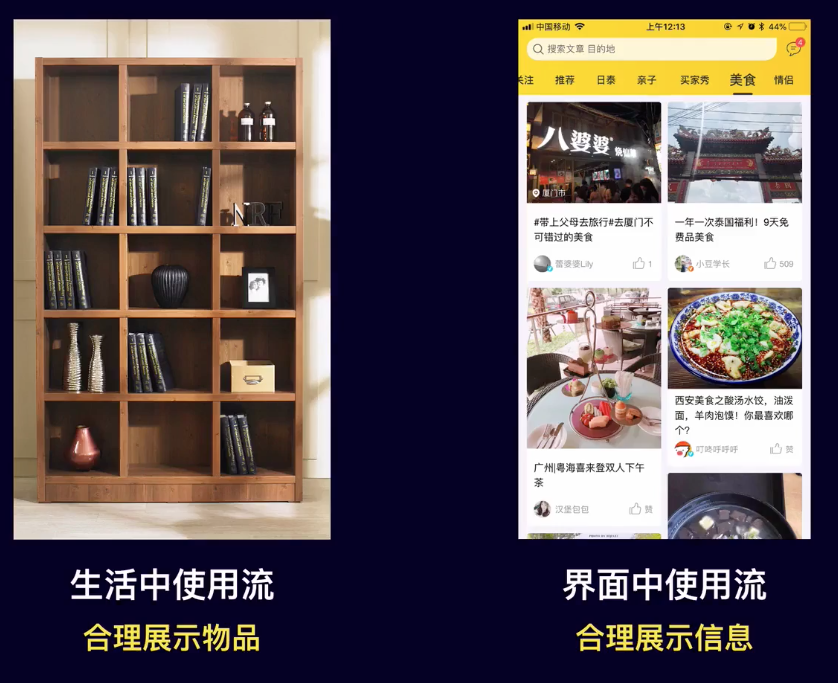 NRF
生活中使用流
合理展示物品
中国移动
上午12:13
44%
搜索文章 目的地
4
关注
推荐
日泰
亲子
买家秀
美食
情侣
八婆婆
烧仙草
厦门市
#带上父母去旅行#去厦门不
可错过的美食
蕾婆婆Lily
1
一年一次泰国福利！9天免
费品美食
小豆学长
509
广州|粤海喜来登双人下午
茶
汉堡包包
赞
西安美食之酸汤水饺，油泼
面，羊肉泡馍！你最喜欢哪
个？
叮咚呼呼呼
赞
界面中使用流
合理展示信息